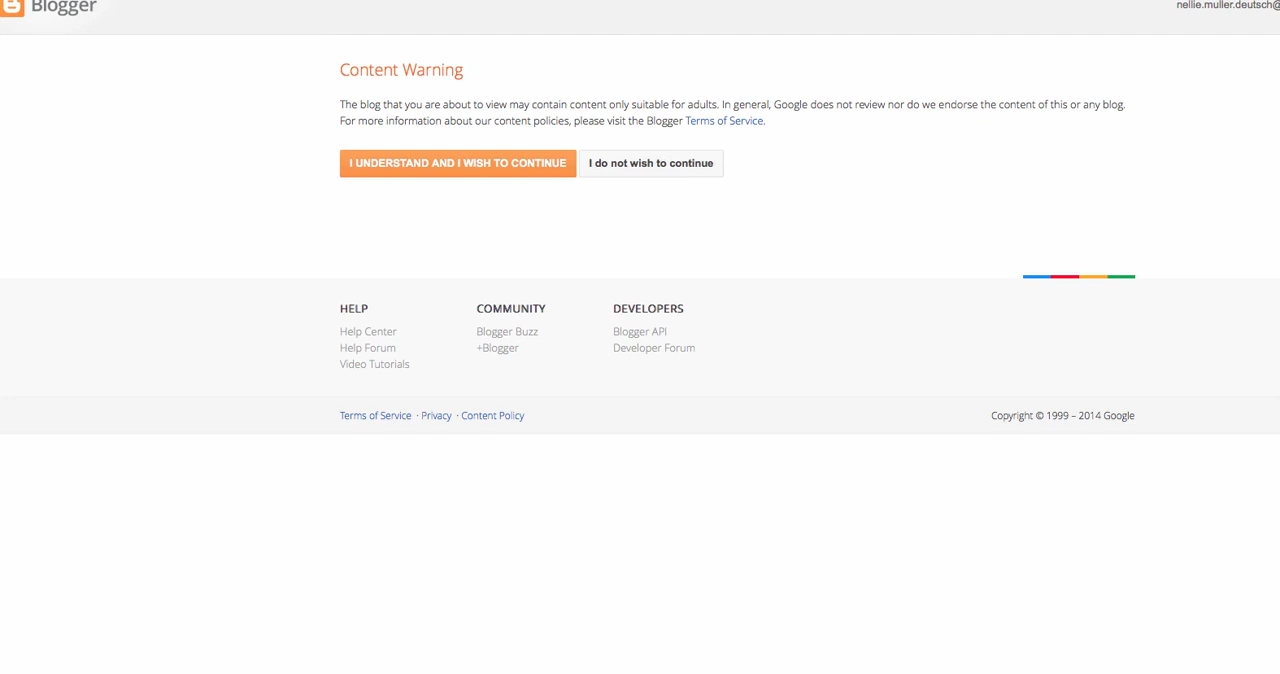 Blogger
nellie.muller.deutsch@
Content Warning
The blog that you are about to view may contain content only suitable for adults. In general, Google does not review nor do we endorse the content of this or any blog.
For more information about our content policies, please visit the Blogger Terms of Service.
I UNDERSTAND AND I WISH TO CONTINUE I do not wish to continue
HELP COMMUNITY DEVELOPERS
Help Center Blogger Buzz Blogger API
Help Forum +Blogger Developer Forum
Video Tutorials
Terms of Service · Privacy · Content Policy Copyright © 1999 – 2014 Google